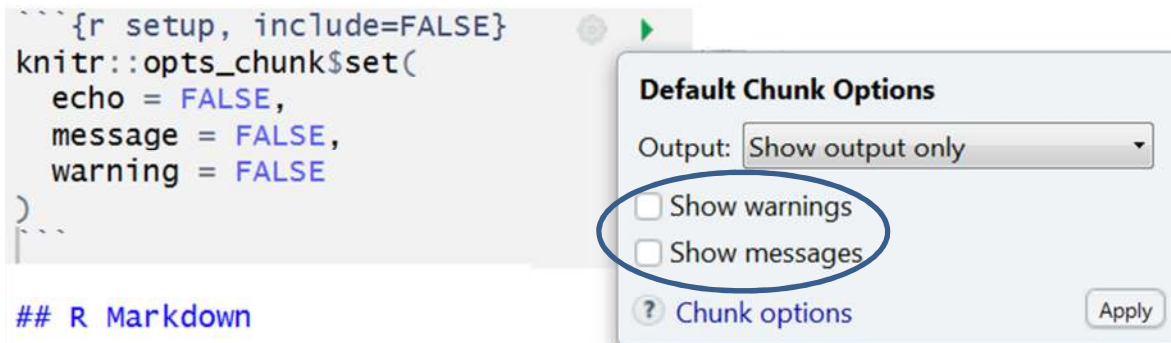 ```{r setup, include=FALSE}
knitr::opts_chunk$set(
  echo = FALSE,
  message = FALSE,
  warning = FALSE
)
```
## R Markdown
Default Chunk Options
Output: Show output only
Show warnings
Show messages
? Chunk options
Apply